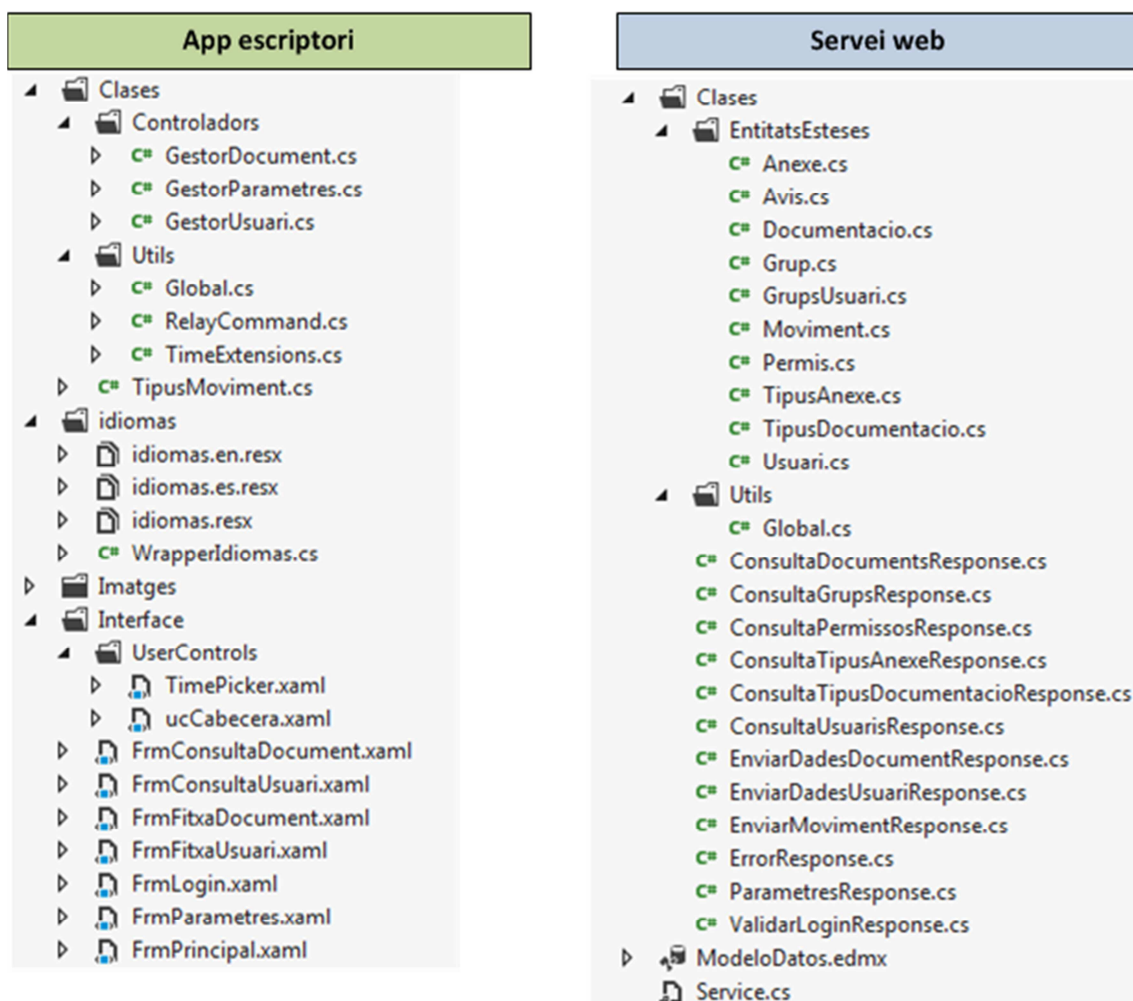 App escriptori
Clases
Controladors
C# GestorDocument.cs
C# GestorParametres.cs
C# GestorUsuari.cs
Utils
C# Global.cs
C# RelayCommand.cs
C# TimeExtensions.cs
C# TipusMoviment.cs
idiomas
idiomas.en.resx
idiomas.es.resx
idiomas.resx
C# WrapperIdiomas.cs
Imatges
Interface
UserControls
TimePicker.xaml
ucCabecera.xaml
FrmConsultaDocument.xaml
FrmConsultaUsuari.xaml
FrmFitxaDocument.xaml
FrmFitxaUsuari.xaml
FrmLogin.xaml
FrmParametres.xaml
FrmPrincipal.xaml
Servei web
Clases
EntitatsEsteses
C# Anexe.cs
C# Avis.cs
C# Documentacio.cs
C# Grup.cs
C# GrupsUsuari.cs
C# Moviment.cs
C# Permis.cs
C# TipusAnexe.cs
C# TipusDocumentacio.cs
C# Usuari.cs
Utils
C# Global.cs
C# ConsultaDocumentsResponse.cs
C# ConsultaGrupsResponse.cs
C# ConsultaPermissosResponse.cs
C# ConsultaTipusAnexeResponse.cs
C# ConsultaTipusDocumentacioResponse.cs
C# ConsultaUsuarisResponse.cs
C# EnviarDadesDocumentResponse.cs
C# EnviarDadesUsuariResponse.cs
C# EnviarMovimentResponse.cs
C# ErrorResponse.cs
C# ParametresResponse.cs
C# ValidarLoginResponse.cs
ModeloDatos.edmx
Service.cs